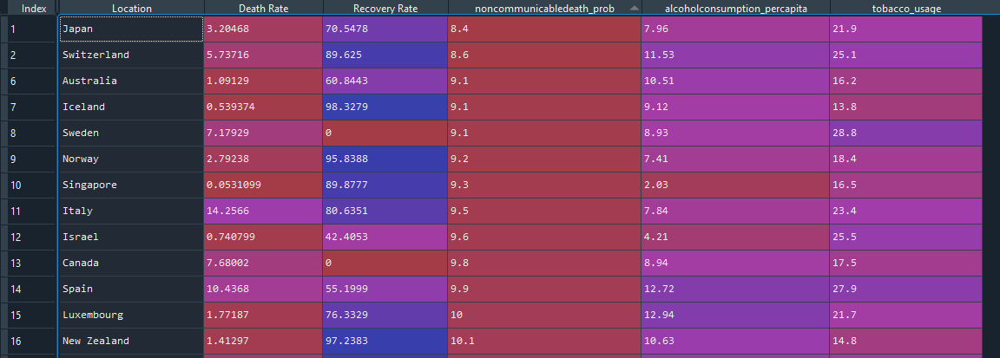 Index Location Death Rate Recovery Rate noncommunicabledeath_prob alcoholconsumption_percapita tobacco_usage
1 Japan 3.20468 70.5478 8.4 7.96 21.9
2 Switzerland 5.73716 89.625 8.6 11.53 25.1
6 Australia 1.09129 60.8443 9.1 10.51 16.2
7 Iceland 0.539374 98.3279 9.1 9.12 13.8
8 Sweden 7.17929 0 9.1 8.93 28.8
9 Norway 2.79238 95.8388 9.2 7.41 18.4
10 Singapore 0.0531099 89.8777 9.3 2.03 16.5
11 Italy 14.2566 80.6351 9.5 7.84 23.4
12 Israel 0.740799 42.4053 9.6 4.21 25.5
13 Canada 7.68002 0 9.8 8.94 17.5
14 Spain 10.4368 55.1999 9.9 12.72 27.9
15 Luxembourg 1.77187 76.3329 10 12.94 21.7
16 New Zealand 1.41297 97.2383 10.1 10.63 14.8